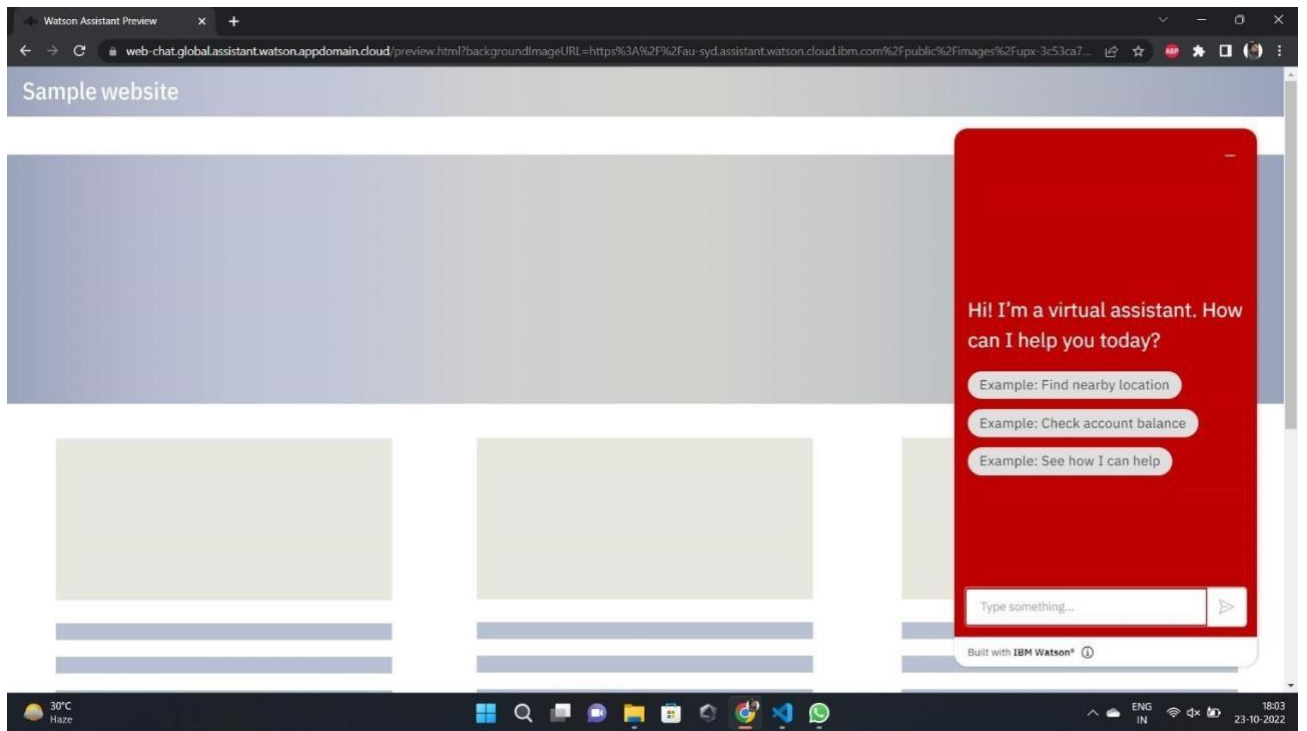 Watson Assistant Preview
web-chat.global.assistant.watson.appdomain.cloud/preview.html?backgroundImageURL=https%3A%2F%2Fau-syd.assistant.watson.cloud.ibm.com%2Fpublic%2Fimages%2Fupx-3c53ca7...
ABP
Sample website
Hi! I'm a virtual assistant. How
can I help you today?
Example: Find nearby location
Example: Check account balance
Example: See how I can help
Type something...
Built with IBM Watson®
30°C
Haze
ENG
IN
18:03
23-10-2022